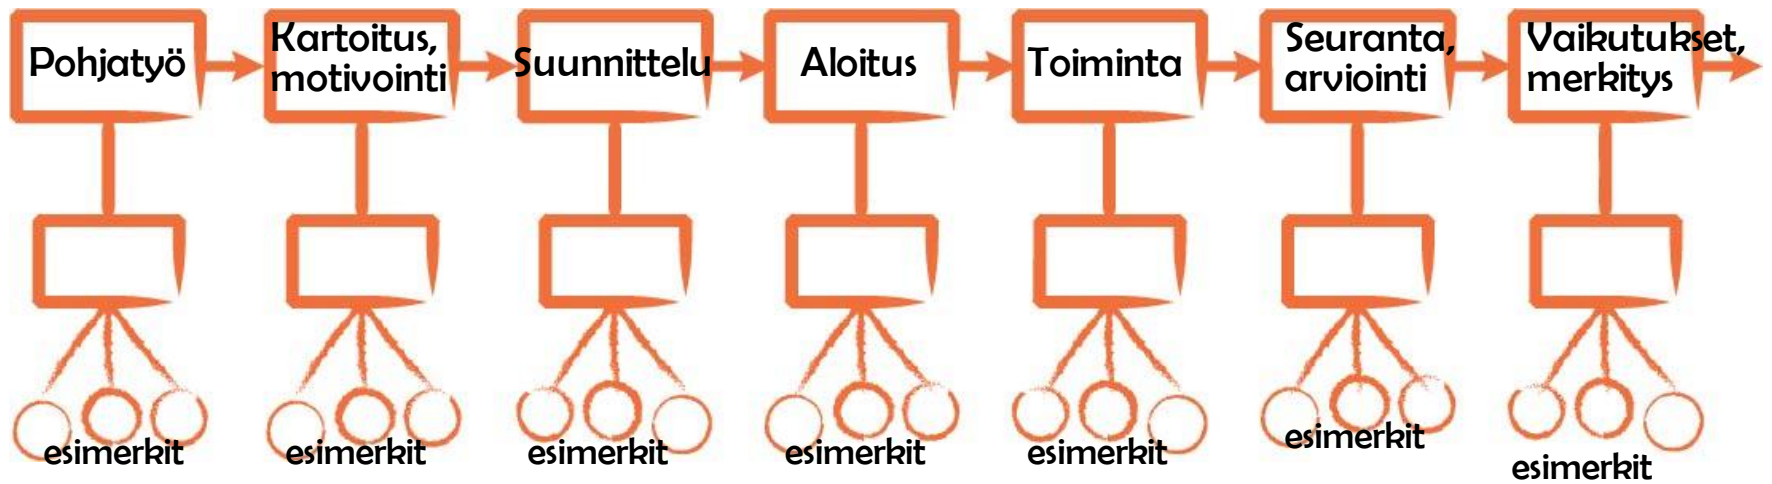 Pohjatyö
Kartoitus,
motivointi
Suunnittelu
Aloitus
Toiminta
Seuranta,
arviointi
Vaikutukset,
merkitys
esimerkit
esimerkit
esimerkit
esimerkit
esimerkit
esimerkit
esimerkit